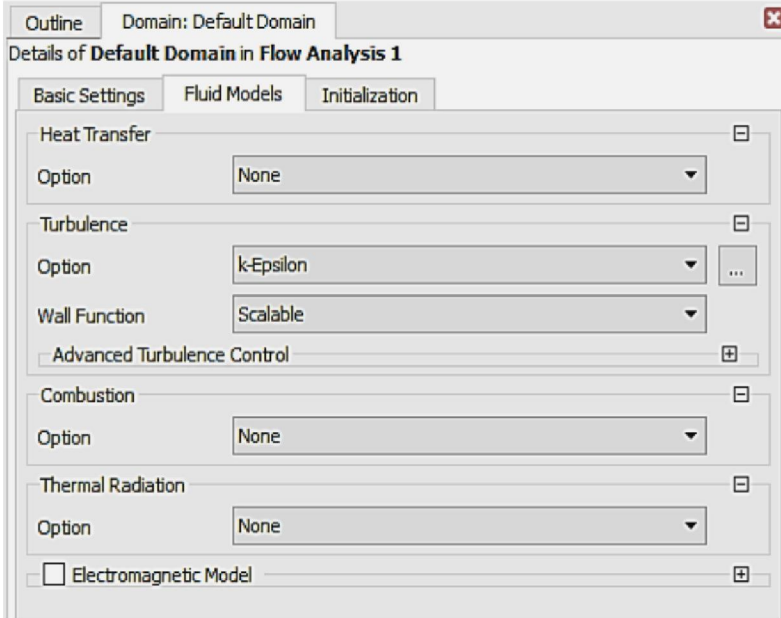 Outline Domain: Default Domain
Details of Default Domain in Flow Analysis 1
Basic Settings Fluid Models Initialization
Heat Transfer
Option None
Turbulence
Option k-Epsilon ...
Wall Function Scalable
Advanced Turbulence Control
Combustion
Option None
Thermal Radiation
Option None
Electromagnetic Model